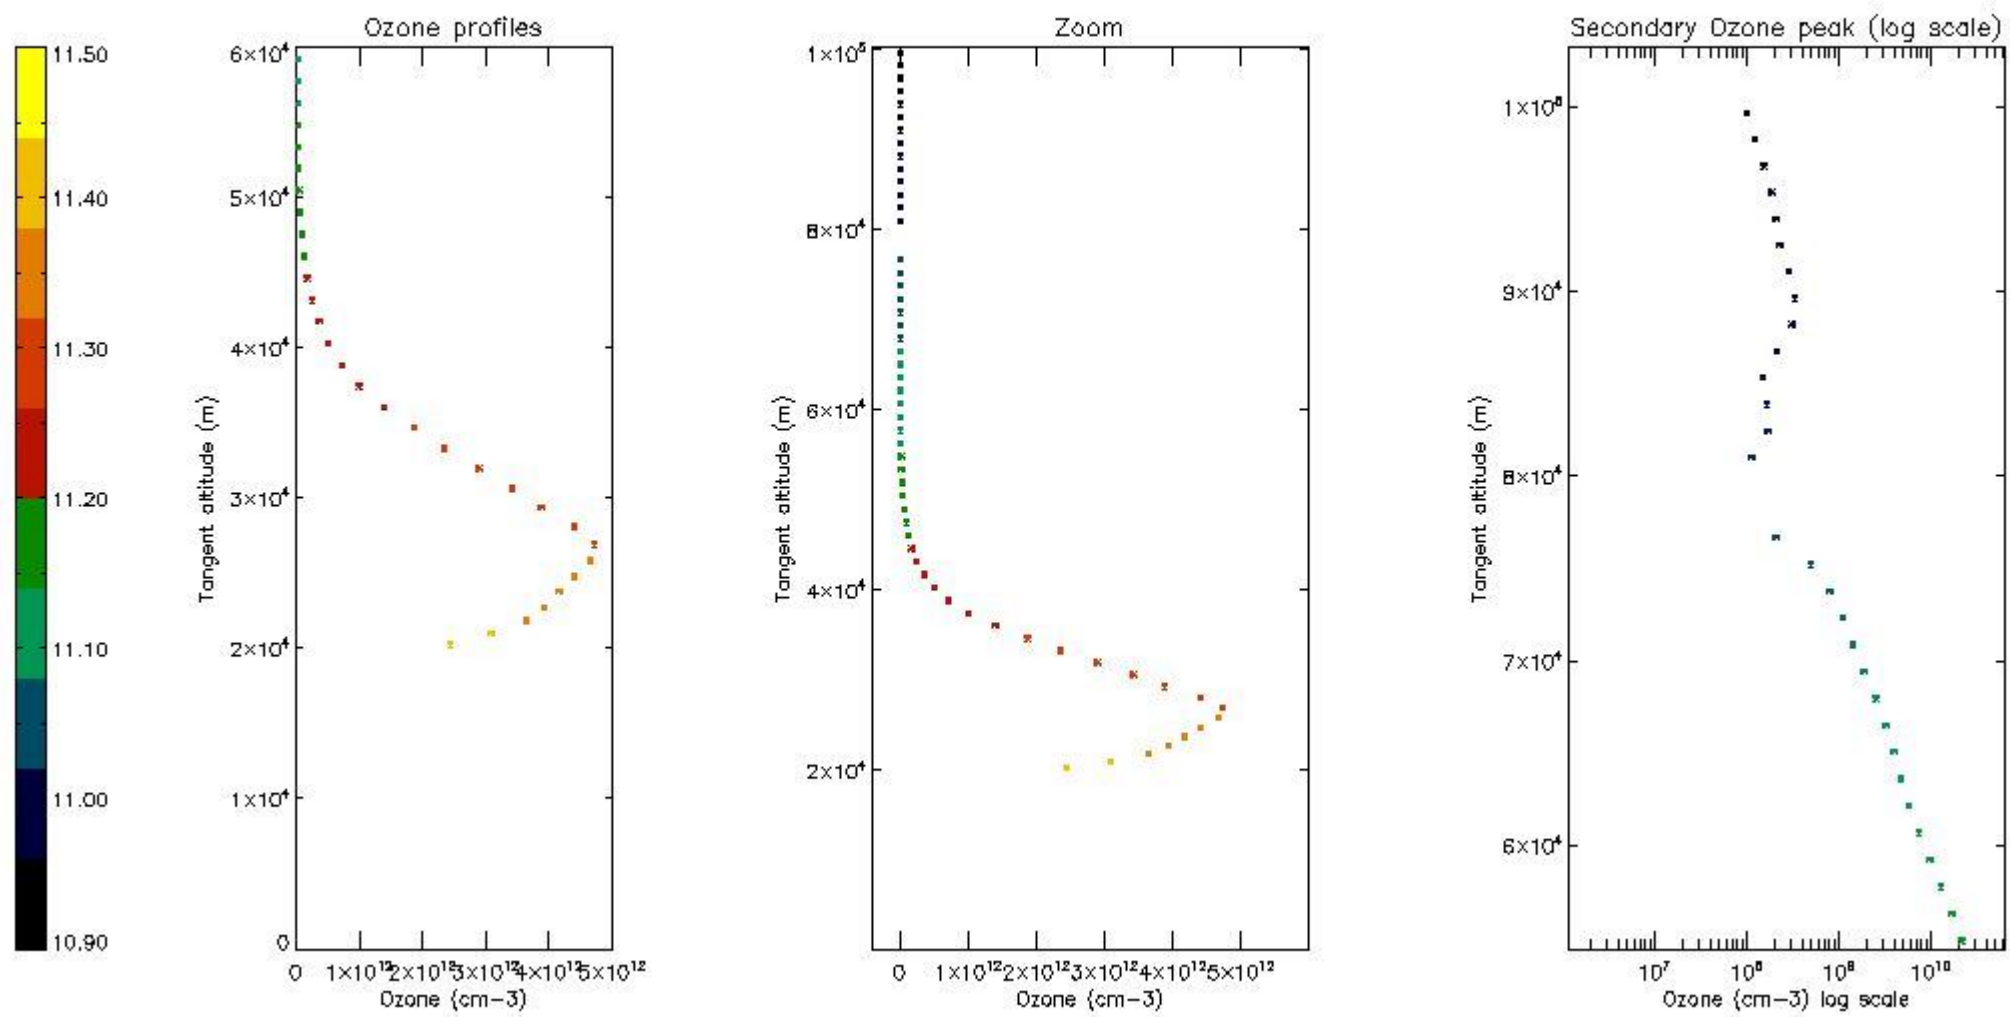 Ozone profiles
Zoom
Secondary Ozone peak (log scale)
11.50
11.40
11.30
11.20
11.10
11.00
10.90
6×10⁴
5×10⁴
4×10⁴
3×10⁴
2×10⁴
1×10⁴
0
Tangent altitude (m)
0 1×10¹² 2×10¹² 3×10¹² 4×10¹² 5×10¹²
Ozone (cm-3)
1×10⁵
8×10⁴
6×10⁴
4×10⁴
2×10⁴
Tangent altitude (m)
0 1×10¹² 2×10¹² 3×10¹² 4×10¹² 5×10¹²
Ozone (cm-3)
1×10⁵
9×10⁴
8×10⁴
7×10⁴
6×10⁴
Tangent altitude (m)
10⁷ 10⁸ 10⁹ 10¹⁰
Ozone (cm-3) log scale